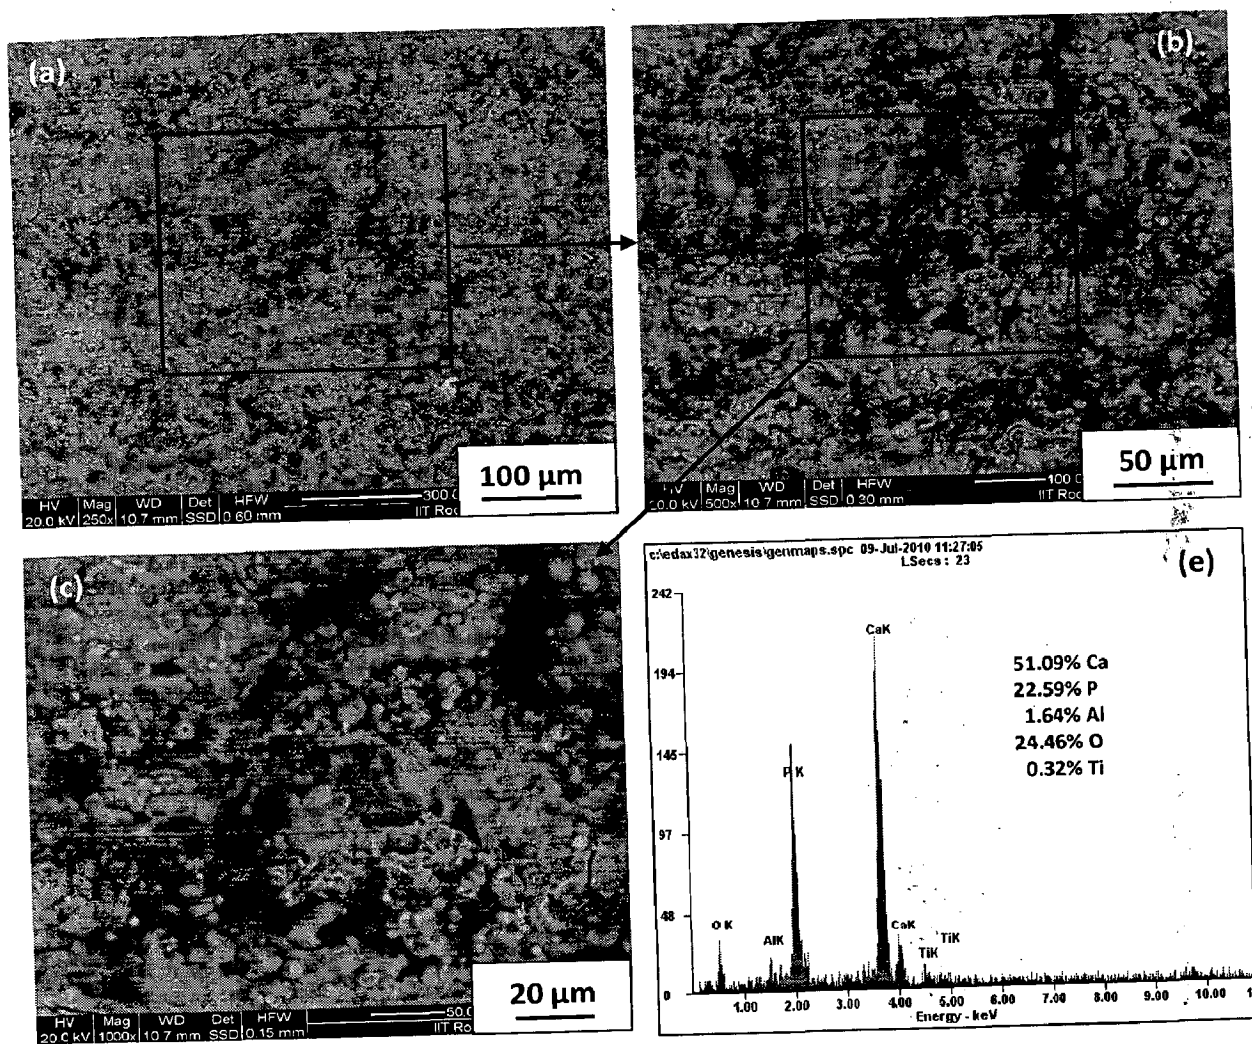 (a)
100 µm
HV Mag WD Det HFW 300.0
20.0 kV 250x 10.7 mm SSD 0.60 mm IIT Roo
(b)
50 µm
HV Mag WD Det HFW 100.0
20.0 kV 500x 10.7 mm SSD 0.30 mm IIT Roo
(c)
20 µm
HV Mag WD Det HFW 50.0
20.0 kV 1000x 10.7 mm SSD 0.15 mm IIT Ro
c:\edax32\genesis\genmaps.spc 09-Jul-2010 11:27:05
LSecs : 23
(e)
242
194
145
97
48
0
CaK
P K
O K
AlK
CaK
TiK
TiK
51.09% Ca
22.59% P
1.64% Al
24.46% O
0.32% Ti
1.00 2.00 3.00 4.00 5.00 6.00 7.00 8.00 9.00 10.00 11
Energy - keV